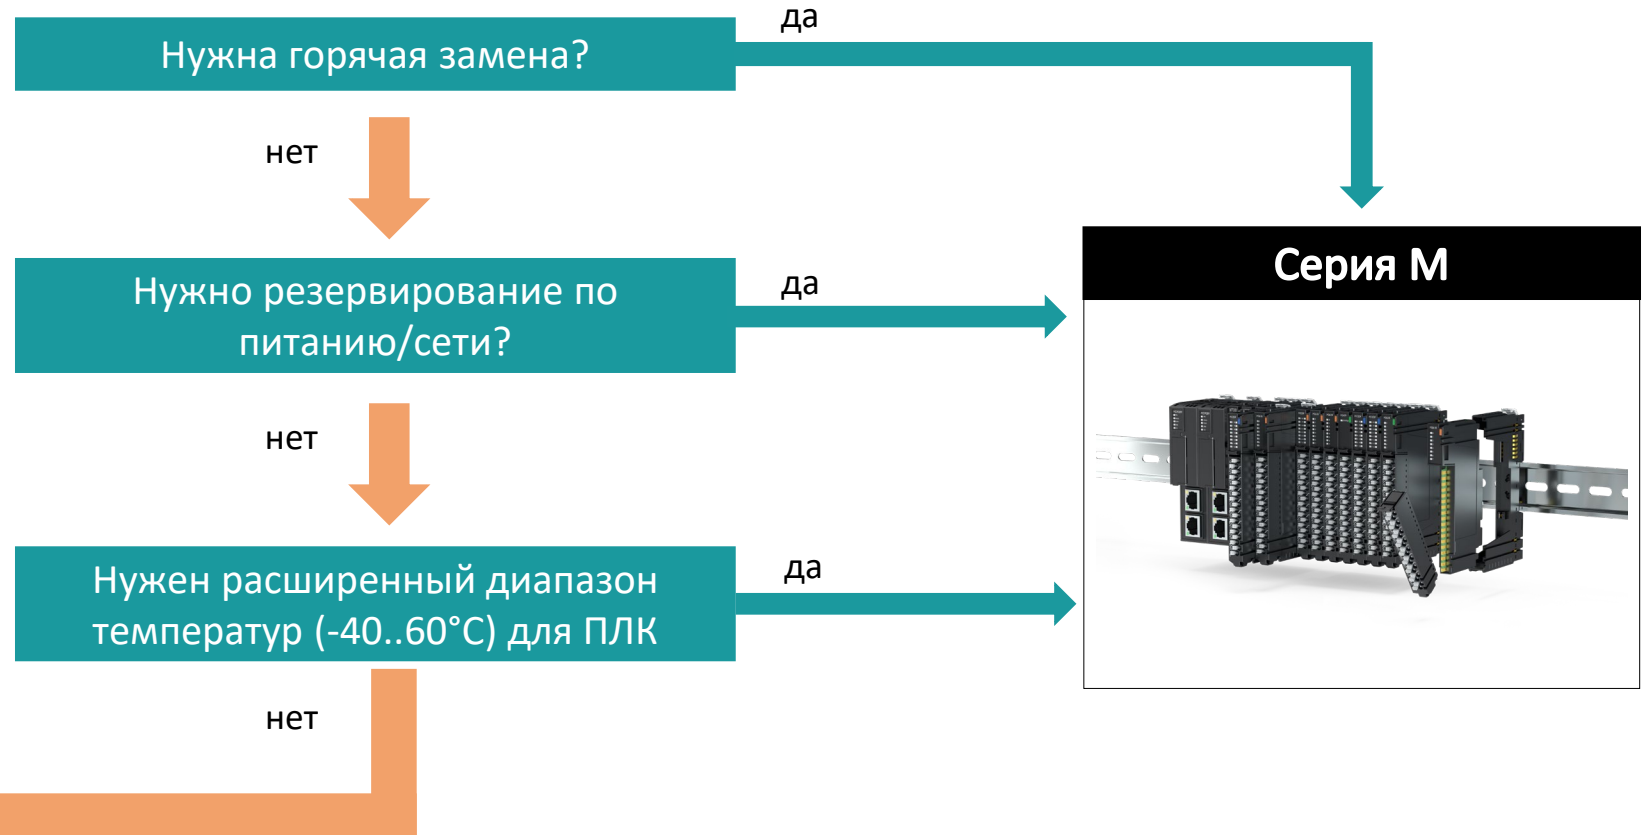 да
Нужна горячая замена?
нет
Нужно резервирование по
питанию/сети?
да
Серия М
нет
Нужен расширенный диапазон
температур (-40..60°С) для ПЛК
да
нет